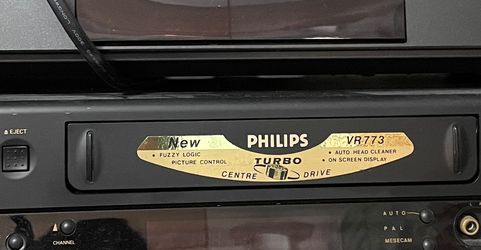 EJECT
New PHILIPS VR773
• FUZZY LOGIC
PICTURE CONTROL
TURBO
• AUTO HEAD CLEANER
• ON SCREEN DISPLAY
CENTRE DRIVE
CHANNEL
AUTO
PAL
MESECAM